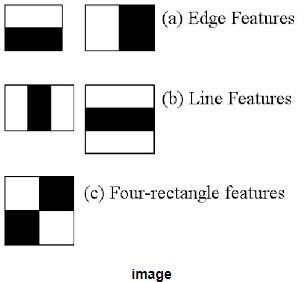 (a) Edge Features
(b) Line Features
(c) Four-rectangle features
image